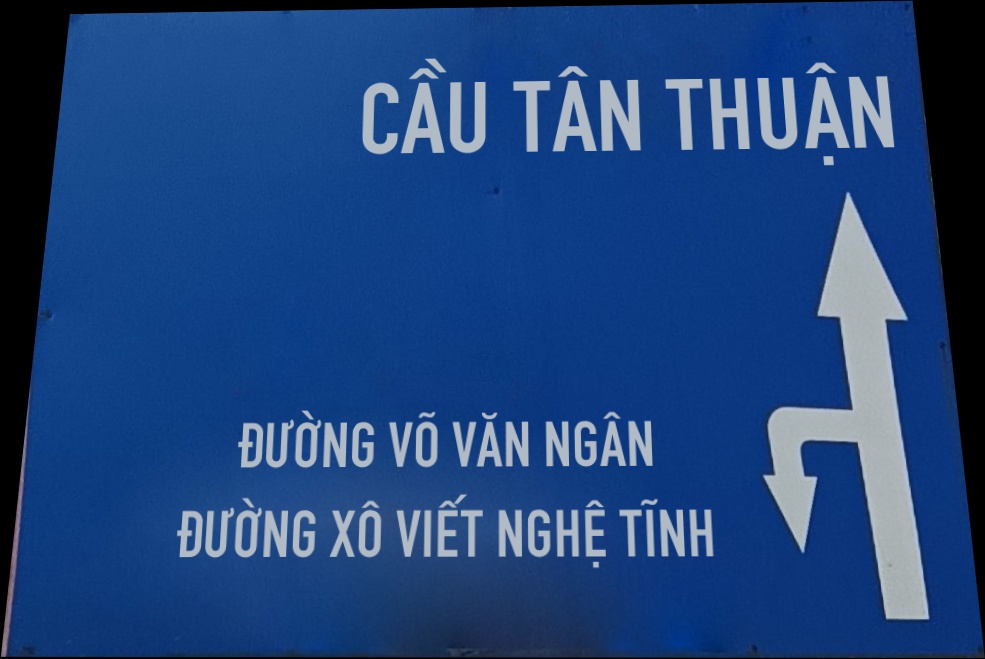 CẦU TÂN THUẬN
ĐƯỜNG VÕ VĂN NGÂN
ĐƯỜNG XÔ VIẾT NGHỆ TĨNH